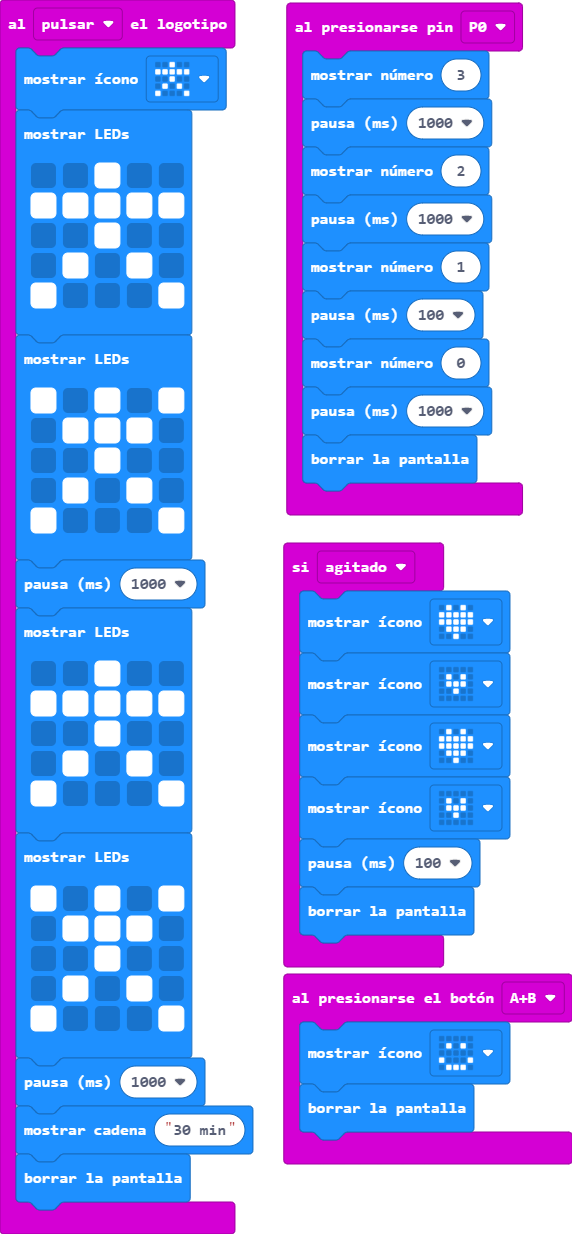 al pulsar el logotipo
mostrar ícono
mostrar LEDs
mostrar LEDs
pausa (ms) 1000
mostrar LEDs
mostrar LEDs
pausa (ms) 1000
mostrar cadena "30 min"
borrar la pantalla
al presionarse pin P0
mostrar número 3
pausa (ms) 1000
mostrar número 2
pausa (ms) 1000
mostrar número 1
pausa (ms) 100
mostrar número 0
pausa (ms) 1000
borrar la pantalla
si agitado
mostrar ícono
mostrar ícono
mostrar ícono
mostrar ícono
pausa (ms) 100
borrar la pantalla
al presionarse el botón A+B
mostrar ícono
borrar la pantalla